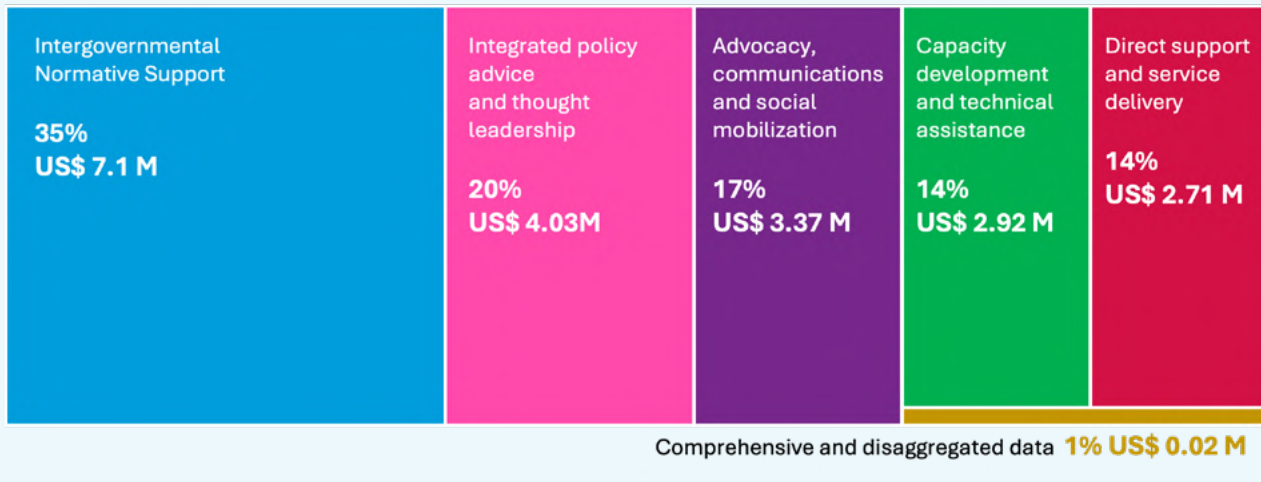 Intergovernmental
Normative Support
35%
US$ 7.1 M
Integrated policy
advice
and thought
leadership
20%
US$ 4.03M
Advocacy,
communications
and social
mobilization
17%
US$ 3.37 M
Capacity
development
and technical
assistance
14%
US$ 2.92 M
Direct support
and service
delivery
14%
US$ 2.71 M
Comprehensive and disaggregated data 1% US$ 0.02 M